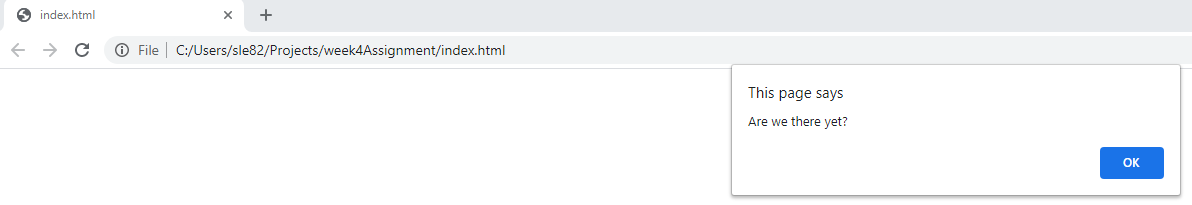 index.html
File C:/Users/sle82/Projects/week4Assignment/index.html
This page says
Are we there yet?
OK